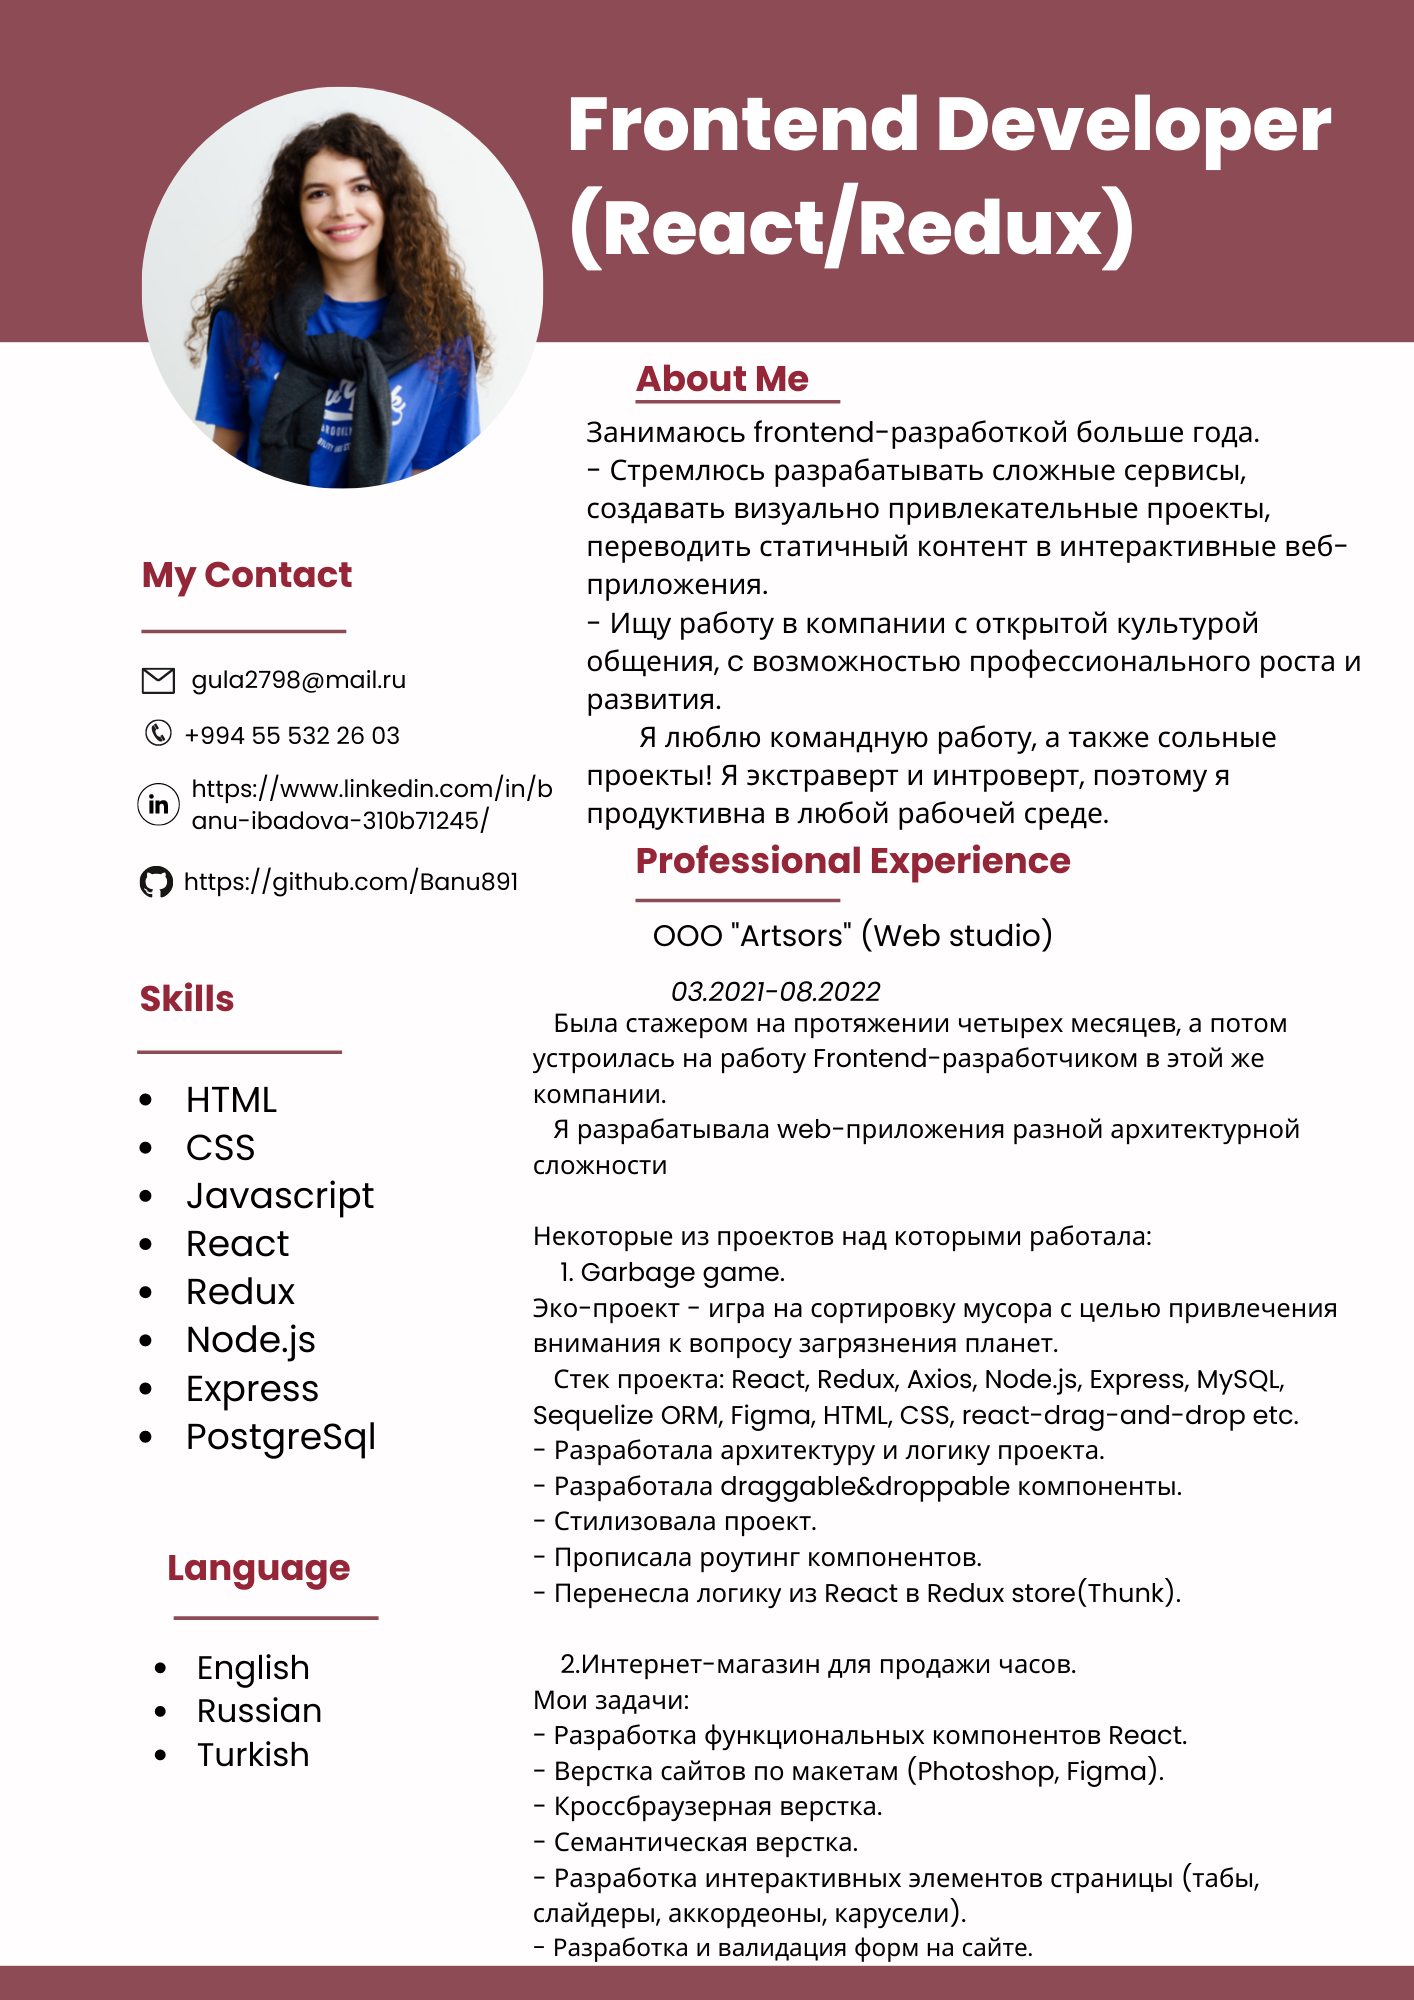 Frontend Developer
(React/Redux)
My Contact
gula2798@mail.ru
+994 55 532 26 03
https://www.linkedin.com/in/b
anu-ibadova-310b71245/
https://github.com/Banu891
Skills
• HTML
• CSS
• Javascript
• React
• Redux
• Node.js
• Express
• PostgreSql
Language
• English
• Russian
• Turkish
About Me
Занимаюсь frontend-разработкой больше года.
- Стремлюсь разрабатывать сложные сервисы,
создавать визуально привлекательные проекты,
переводить статичный контент в интерактивные веб-
приложения.
- Ищу работу в компании с открытой культурой
общения, с возможностью профессионального роста и
развития.
Я люблю командную работу, а также сольные
проекты! Я экстраверт и интроверт, поэтому я
продуктивна в любой рабочей среде.
Professional Experience
ООО "Artsors" (Web studio)
03.2021-08.2022
Была стажером на протяжении четырех месяцев, а потом
устроилась на работу Frontend-разработчиком в этой же
компании.
Я разрабатывала web-приложения разной архитектурной
сложности
Некоторые из проектов над которыми работала:
1. Garbage game.
Эко-проект - игра на сортировку мусора с целью привлечения
внимания к вопросу загрязнения планет.
Стек проекта: React, Redux, Axios, Node.js, Express, MySQL,
Sequelize ORM, Figma, HTML, CSS, react-drag-and-drop etc.
- Разработала архитектуру и логику проекта.
- Разработала draggable&droppable компоненты.
- Стилизовала проект.
- Прописала роутинг компонентов.
- Перенесла логику из React в Redux store(Thunk).
2.Интернет-магазин для продажи часов.
Мои задачи:
- Разработка функциональных компонентов React.
- Верстка сайтов по макетам (Photoshop, Figma).
- Кроссбраузерная верстка.
- Семантическая верстка.
- Разработка интерактивных элементов страницы (табы,
слайдеры, аккордеоны, карусели).
- Разработка и валидация форм на сайте.